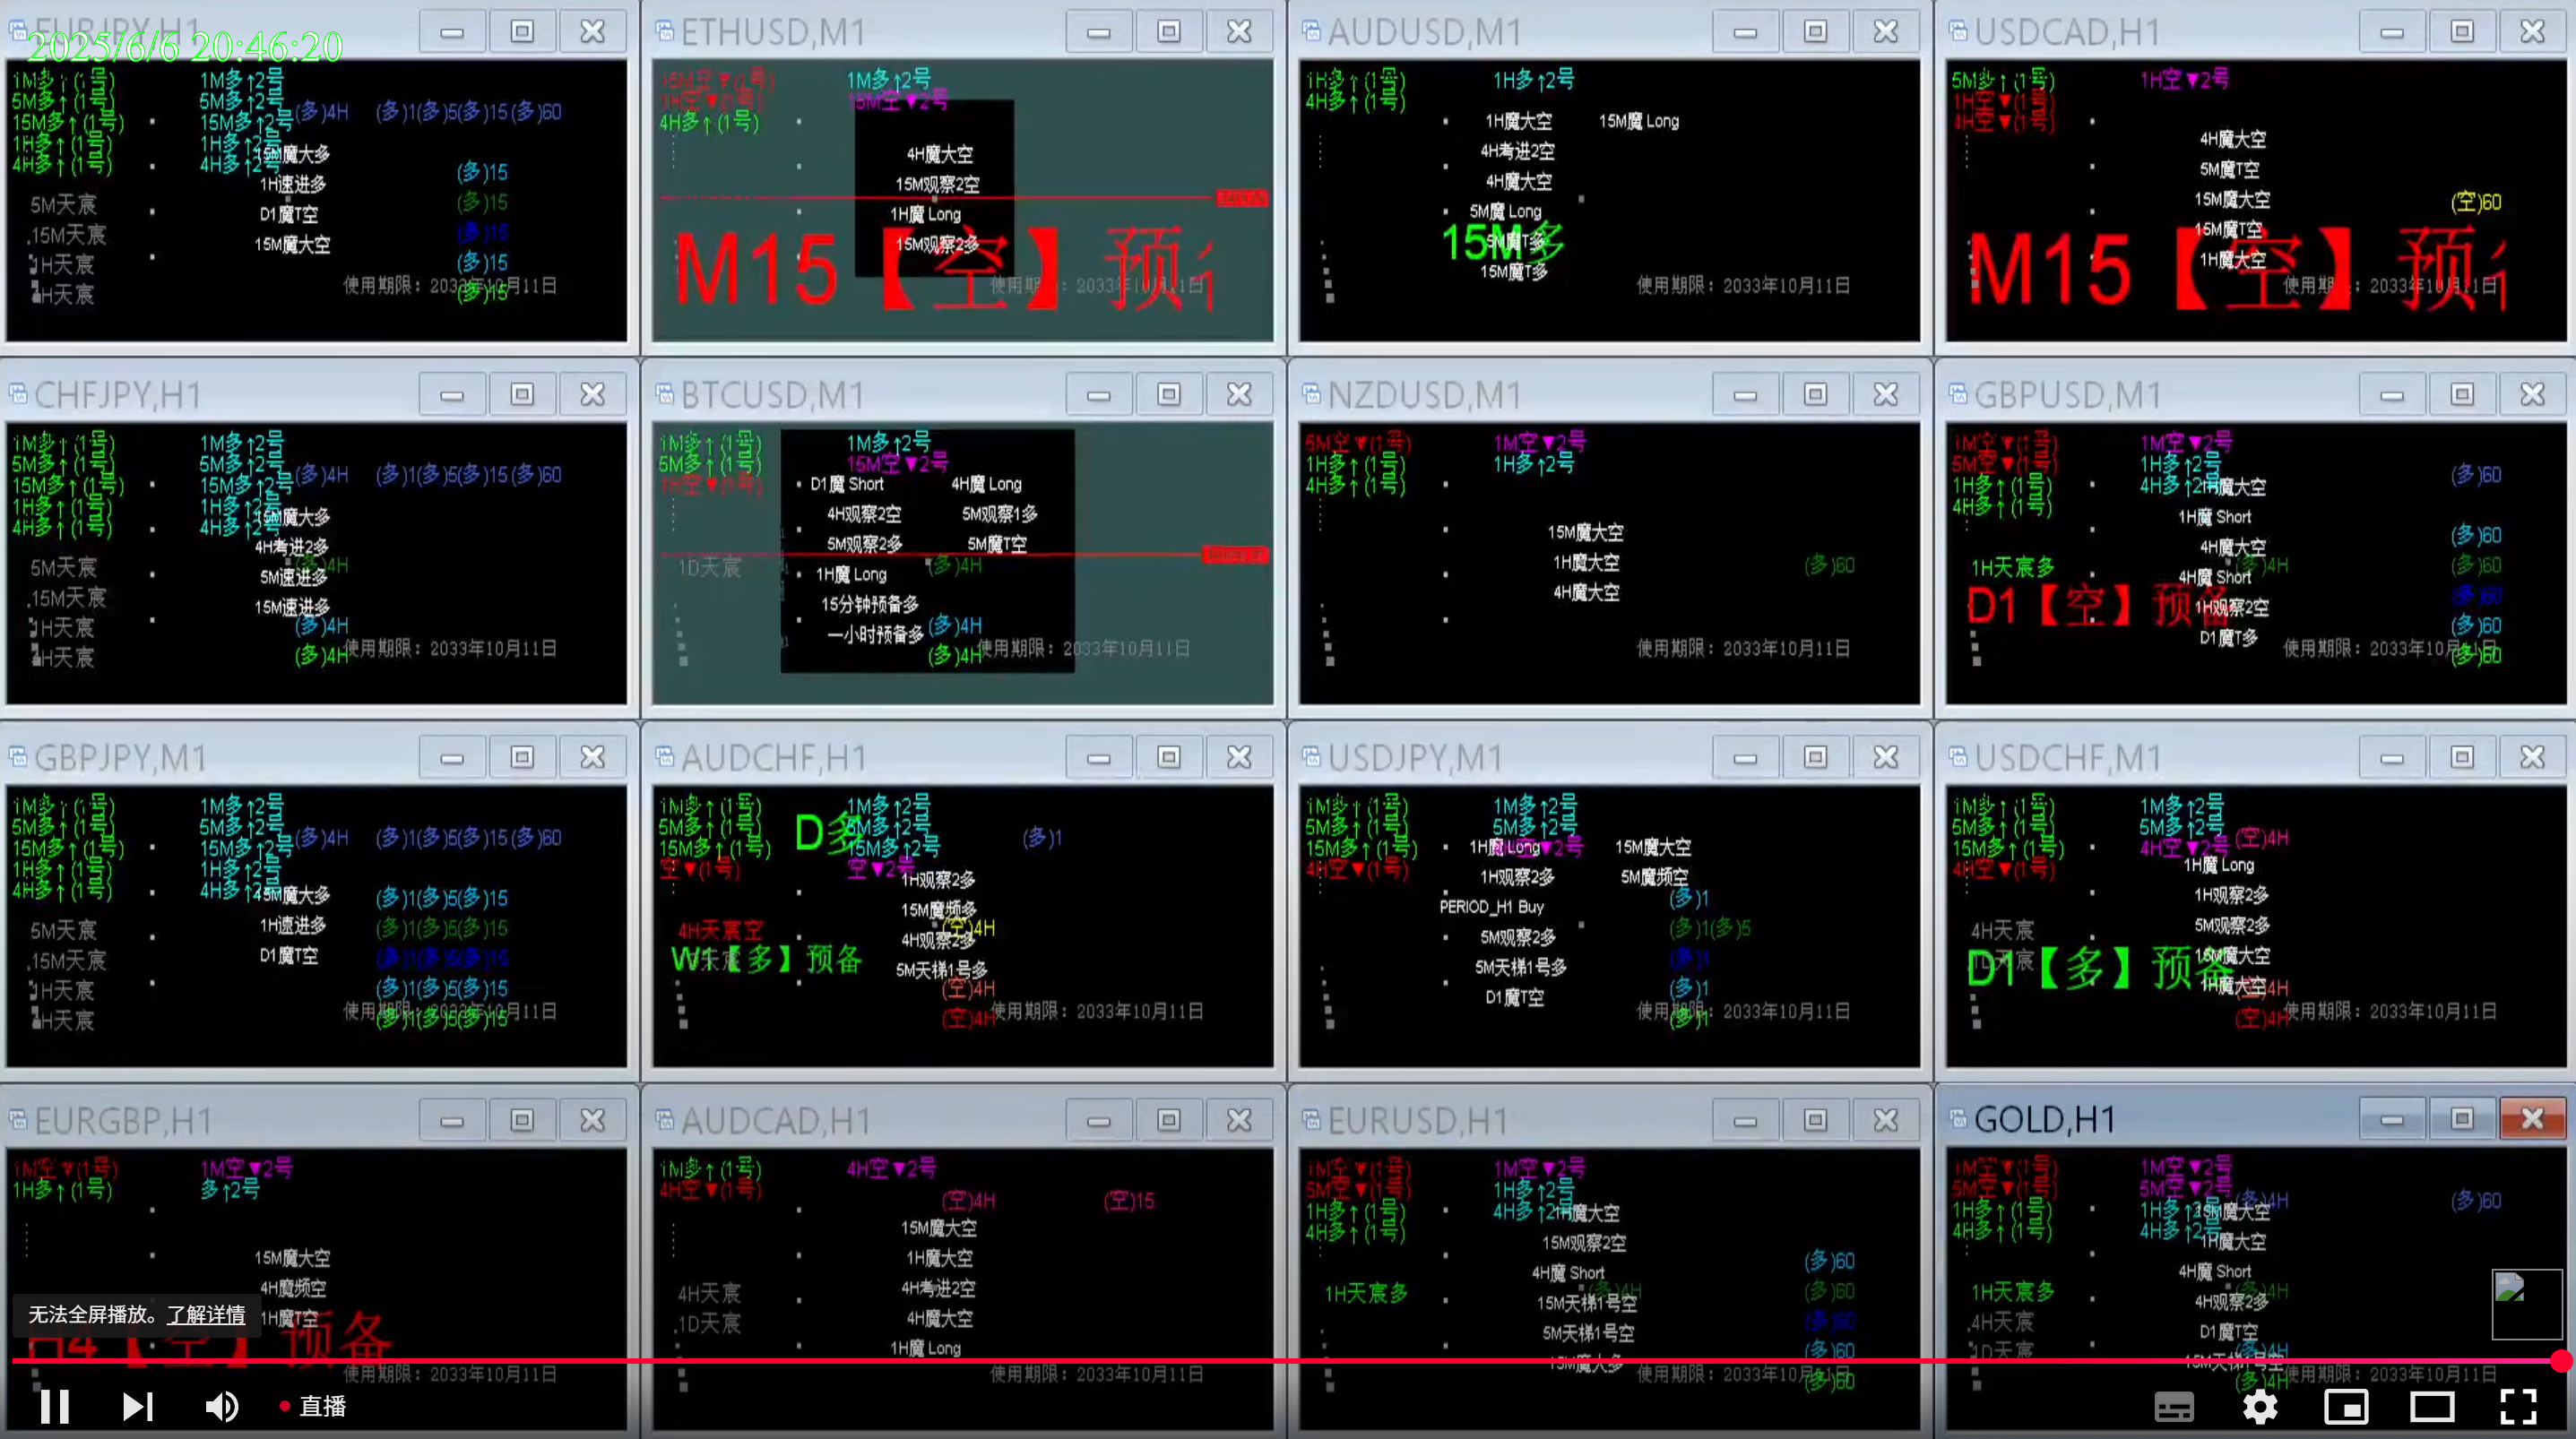 EURJPY,H1
2025/6/6 20:46:20
1M多↑(1号)
5M多↑(1号)
15M多↑(1号)
1H多↑(1号)
4H多↑(1号)
1M多↑2号
5M多↑2号
15M多↑2号
1H多↑2号
4H多↑2号
(多)4H (多)1(多)5(多)15(多)60
15M魔大多
1H速进多
D1魔T空
15M魔大空
(多)15
(多)15
(多)15
(多)15
(多)15
5M天宸
15M天宸
1H天宸
4H天宸
使用期限：2033年10月11日
ETHUSD,M1
15M空▼(1号)
1H空▼(1号)
4H多↑(1号)
1M多↑2号
15M空▼2号
4H魔大空
15M观察2空
1H魔 Long
15M观察2多
M15【空】预
AUDUSD,M1
1H多↑(1号)
4H多↑(1号)
1H多↑2号
1H魔大空 15M魔 Long
4H考进2空
4H魔大空
5M魔 Long
5M魔T多
15M魔T多
15M多
使用期限：2033年10月11日
USDCAD,H1
5M多↑(1号)
1H空▼(1号)
4H空▼(1号)
1H空▼2号
4H魔大空
5M魔T空
15M魔大空
15M魔T空
1H魔大空
(空)60
M15【空】预
CHFJPY,H1
1M多↑(1号)
5M多↑(1号)
15M多↑(1号)
1H多↑(1号)
4H多↑(1号)
1M多↑2号
5M多↑2号
15M多↑2号
1H多↑2号
4H多↑2号
(多)4H (多)1(多)5(多)15(多)60
15M魔大多
4H考进2多
5M速进多
15M速进多
(多)4H
(多)4H
(多)4H
5M天宸
15M天宸
1H天宸
4H天宸
使用期限：2033年10月11日
BTCUSD,M1
1M多↑(1号)
5M多↑(1号)
1H空▼(1号)
1M多↑2号
15M空▼2号
D1魔 Short 4H魔 Long
4H观察2空 5M观察1多
5M观察2多 5M魔T空
1H魔 Long
15分钟预备多
一小时预备多
(多)4H
(多)4H
(多)4H
1D天宸
使用期限：2033年10月11日
NZDUSD,M1
5M空▼(1号)
1H多↑(1号)
4H多↑(1号)
1M空▼2号
1H多↑2号
15M魔大空
1H魔大空
4H魔大空
(多)60
使用期限：2033年10月11日
GBPUSD,M1
1M空▼(1号)
5M空▼(1号)
1H多↑(1号)
4H多↑(1号)
1M空▼2号
1H多↑2号
4H多↑2号
1H魔大空
1H魔 Short
4H魔大空
4H魔 Short
1H观察2空
D1魔T多
(多)4H
(多)60
(多)60
(多)60
(多)60
(多)60
(多)60
1H天宸多
D1【空】预备
使用期限：2033年10月11日
GBPJPY,M1
1M多↑(1号)
5M多↑(1号)
15M多↑(1号)
1H多↑(1号)
4H多↑(1号)
1M多↑2号
5M多↑2号
15M多↑2号
1H多↑2号
4H多↑2号
(多)4H (多)1(多)5(多)15(多)60
15M魔大多
1H速进多
D1魔T空
(多)1(多)5(多)15
(多)1(多)5(多)15
(多)1(多)5(多)15
(多)1(多)5(多)15
(多)1(多)5(多)15
5M天宸
15M天宸
1H天宸
4H天宸
使用期限：2033年10月11日
AUDCHF,H1
1M多↑(1号)
5M多↑(1号)
15M多↑(1号)
空▼(1号)
D多
1M多↑2号
5M多↑2号
15M多↑2号
空▼2号
(多)1
1H观察2多
15M魔频多
4H观察2多
5M天梯1号多
(空)4H
(空)4H
(空)4H
4H天宸空
W1【多】预备
使用期限：2033年10月11日
USDJPY,M1
1M多↑(1号)
5M多↑(1号)
15M多↑(1号)
4H空▼(1号)
1M多↑2号
5M多↑2号
4H空▼2号
1H魔 Long 15M魔大空
1H观察2多 5M魔频空
PERIOD_H1 Buy
5M观察2多
5M天梯1号多
D1魔T空
(多)1
(多)1(多)5
(多)1
(多)1
(多)1
使用期限：2033年10月11日
USDCHF,M1
1M多↑(1号)
5M多↑(1号)
15M多↑(1号)
4H空▼(1号)
1M多↑2号
5M多↑2号
4H空▼2号
(空)4H
1H魔 Long
1H观察2多
5M观察2多
15M魔大空
1H魔大空
(空)4H
(空)4H
4H天宸
1D天宸
D1【多】预备
使用期限：2033年10月11日
EURGBP,H1
1M空▼(1号)
1H多↑(1号)
1M空▼2号
多↑2号
15M魔大空
4H魔频空
1H魔T空
H4【空】预备
使用期限：2033年10月11日
AUDCAD,H1
1M多↑(1号)
4H空▼(1号)
4H空▼2号
(空)4H (空)15
15M魔大空
1H魔大空
4H考进2空
4H魔大空
1H魔 Long
4H天宸
1D天宸
使用期限：2033年10月11日
EURUSD,H1
1M空▼(1号)
5M空▼(1号)
1H多↑(1号)
4H多↑(1号)
1M空▼2号
1H多↑2号
4H多↑2号
1H魔大空
15M观察2空
4H魔 Short
15M天梯1号空
5M天梯1号空
15M魔大多
(多)4H
(多)60
(多)60
(多)60
(多)60
(多)60
1H天宸多
使用期限：2033年10月11日
GOLD,H1
1M空▼(1号)
5M空▼(1号)
1H多↑(1号)
4H多↑(1号)
1M空▼2号
5M空▼2号
1H多↑2号
4H多↑2号
(多)4H (多)60
15M魔大空
1H魔大空
4H魔 Short
4H观察2多
D1魔T空
15M天梯1号空
(多)4H
(多)4H
(多)4H
1H天宸多
4H天宸
1D天宸
使用期限：2033年10月11日
无法全屏播放。了解详情
直播